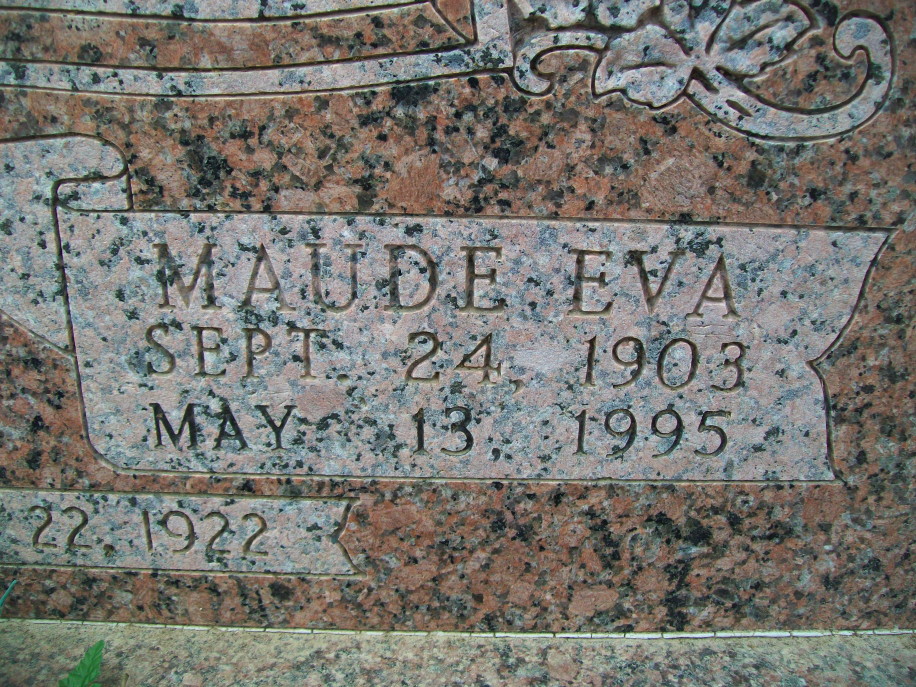 MAUDE EVA
SEPT. 24, 1903
MAY 13, 1995
22, 1922